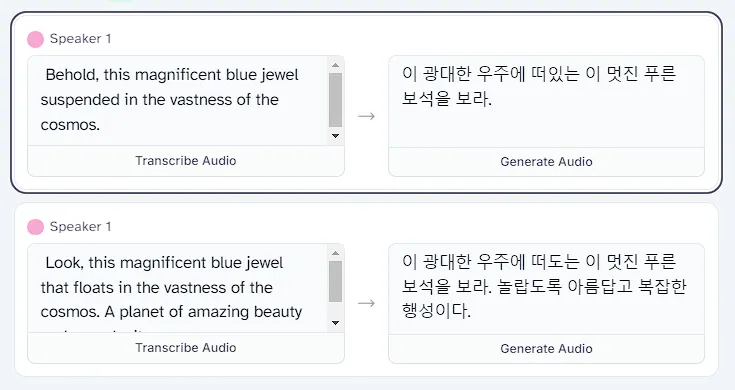 Speaker 1
Behold, this magnificent blue jewel
suspended in the vastness of the
cosmos.
Transcribe Audio
→
이 광대한 우주에 떠있는 이 멋진 푸른
보석을 보라.
Generate Audio
Speaker 1
Look, this magnificent blue jewel
that floats in the vastness of the
cosmos. A planet of amazing beauty
Transcribe Audio
→
이 광대한 우주에 떠도는 이 멋진 푸른
보석을 보라. 놀랍도록 아름답고 복잡한
행성이다.
Generate Audio